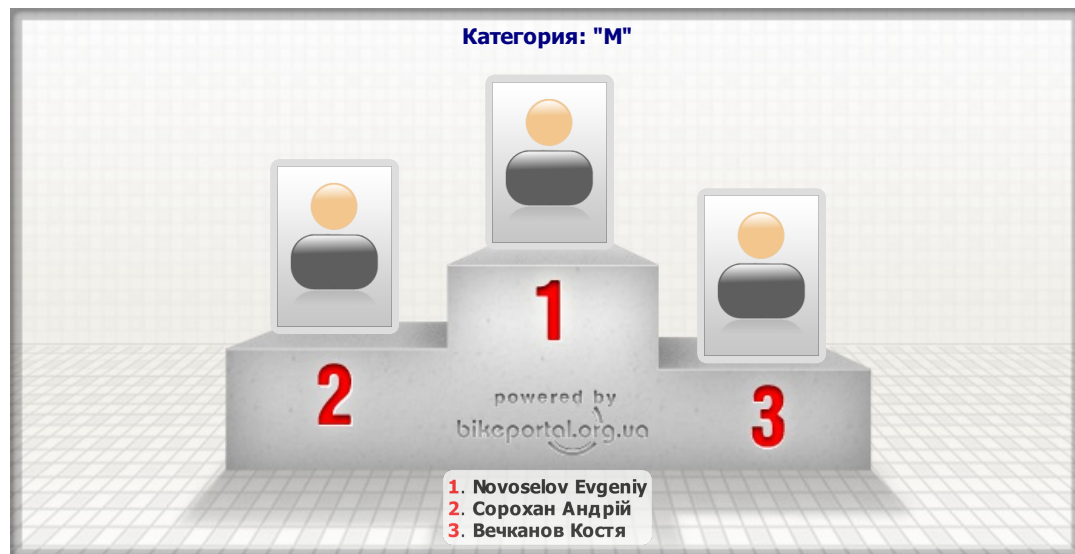 Категория: "М"
1
2
3
powered by
bikeportal.org.ua
1. Novoselov Evgeniy
2. Сорохан Андрій
3. Вечканов Костя